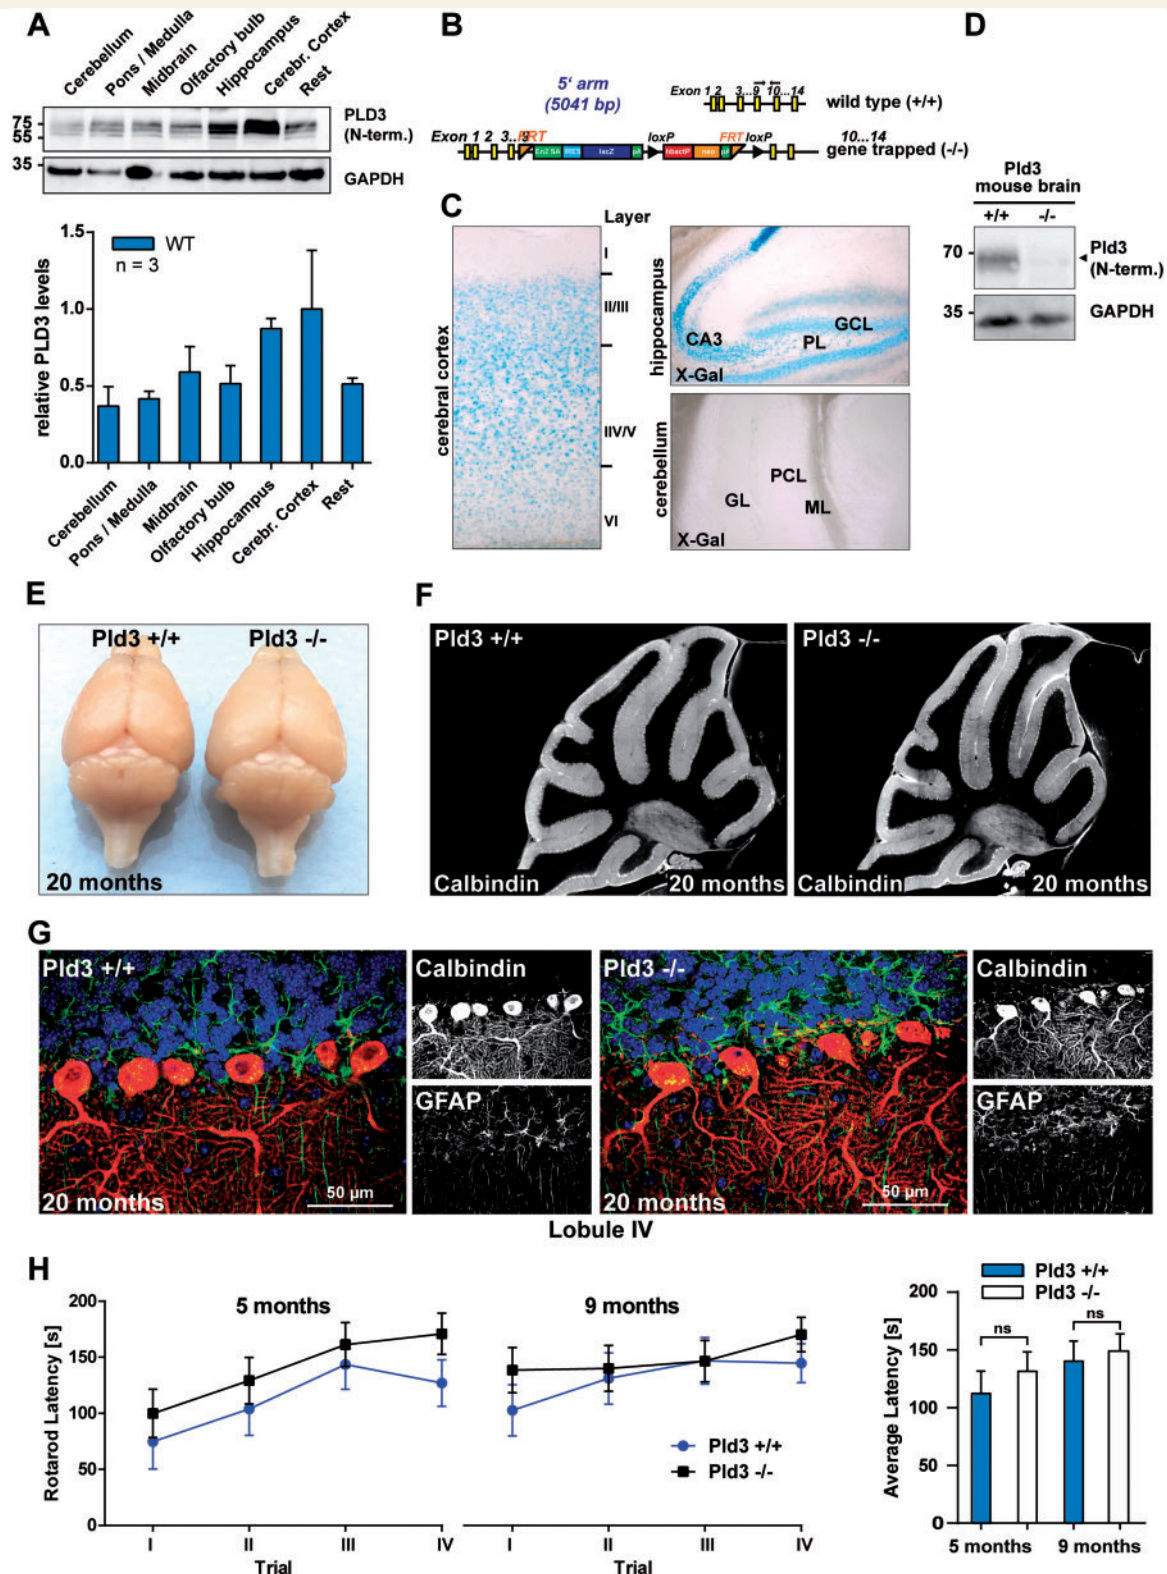 A
Cerebellum
Pons / Medulla
Midbrain
Olfactory bulb
Hippocampus
Cerebr. Cortex
Rest
75
55
PLD3
(N-term.)
35
GAPDH
1.5
1.0
0.5
0.0
relative PLD3 levels
WT
n = 3
Cerebellum
Pons / Medulla
Midbrain
Olfactory bulb
Hippocampus
Cerebr. Cortex
Rest
B
5' arm
(5041 bp)
Exon 1 2 3...9 10...14
wild type (+/+)
Exon 1 2 3...9 FRT loxP FRT loxP 10...14
En2 SA IRES lacZ pA hbactP neo pA
gene trapped (-/-)
C
Layer
I
II/III
IIV/V
VI
cerebral cortex
hippocampus
CA3
GCL
PL
X-Gal
cerebellum
PCL
GL
ML
X-Gal
D
Pld3
mouse brain
+/+ -/-
70
Pld3
(N-term.)
35
GAPDH
E
Pld3 +/+
Pld3 -/-
20 months
F
Pld3 +/+
Calbindin
20 months
Pld3 -/-
Calbindin
20 months
G
Pld3 +/+
20 months
50 µm
Calbindin
GFAP
Pld3 -/-
20 months
50 µm
Calbindin
GFAP
Lobule IV
H
Rotarod Latency [s]
200
150
100
50
0
5 months
9 months
Pld3 +/+
Pld3 -/-
I II III IV
Trial
I II III IV
Trial
Pld3 +/+
Pld3 -/-
Average Latency [s]
200
150
100
50
0
ns
ns
5 months
9 months